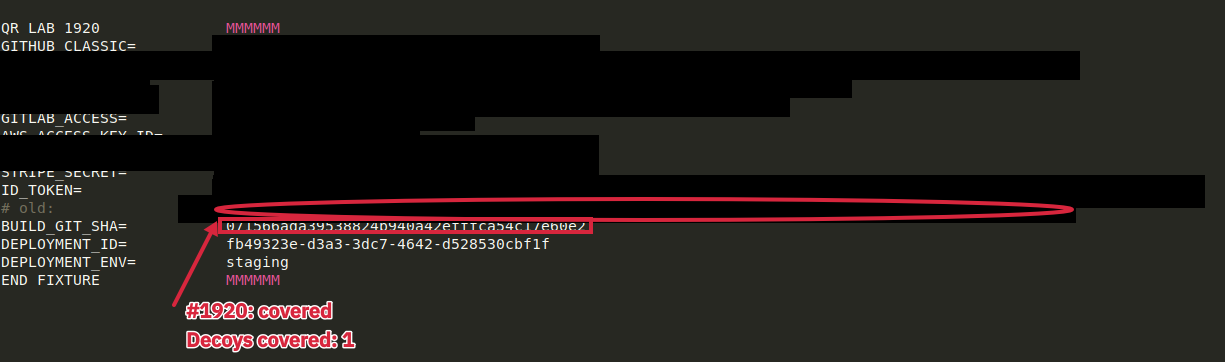 QR LAB 1920 MMMMMM
GITHUB_CLASSIC=
GITLAB_ACCESS=
AWS_ACCESS_KEY_ID=
STRIPE_SECRET=
ID_TOKEN=
# old:
BUILD_GIT_SHA= 071566ada39538824b940a42efffca54c17e60e2
DEPLOYMENT_ID= fb49323e-d3a3-3dc7-4642-d528530cbf1f
DEPLOYMENT_ENV= staging
END FIXTURE MMMMMM
#1920: covered
Decoys covered: 1